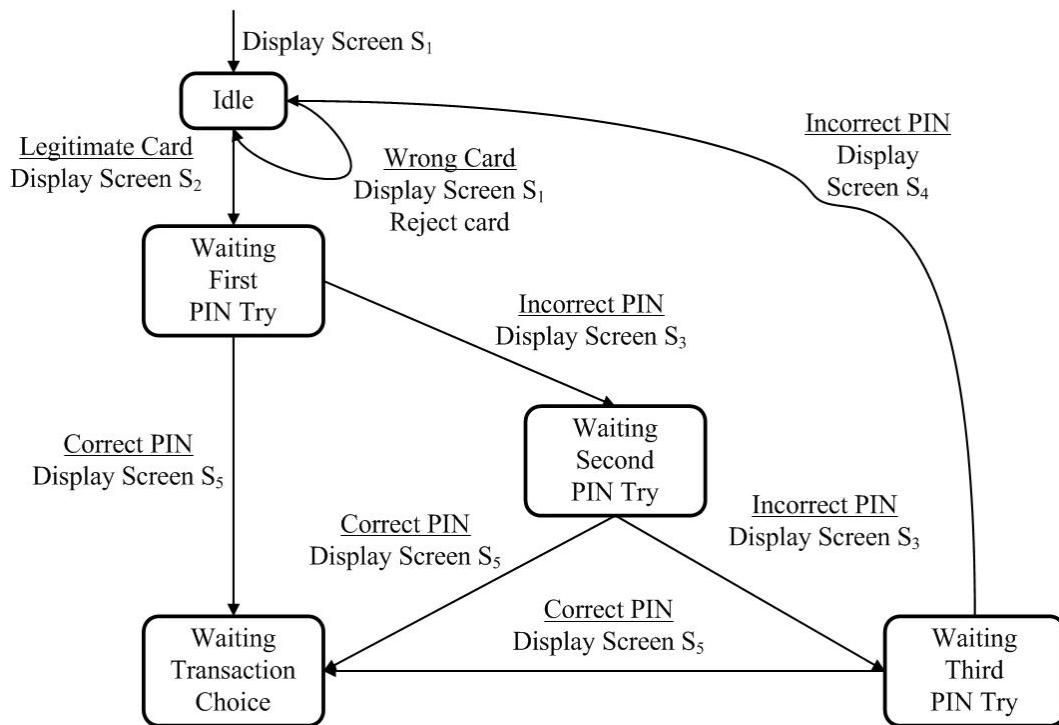 Display Screen S₁
Idle
Legitimate Card
Display Screen S₂
Wrong Card
Display Screen S₁
Reject card
Incorrect PIN
Display
Screen S₄
Waiting
First
PIN Try
Incorrect PIN
Display Screen S₃
Correct PIN
Display Screen S₅
Waiting
Second
PIN Try
Correct PIN
Display Screen S₅
Incorrect PIN
Display Screen S₃
Correct PIN
Display Screen S₅
Waiting
Transaction
Choice
Waiting
Third
PIN Try